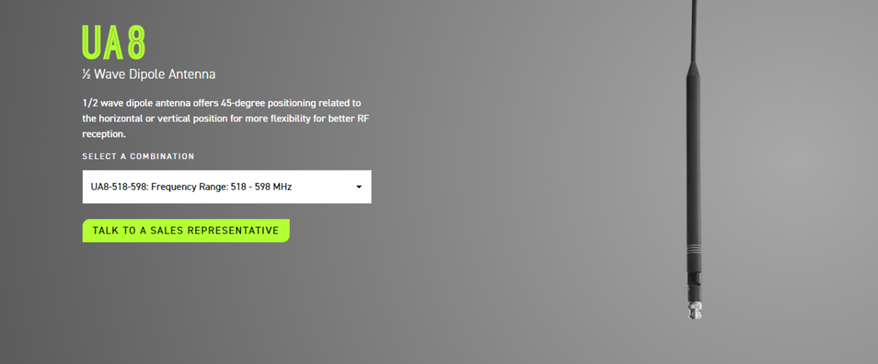 UA8
½ Wave Dipole Antenna
1/2 wave dipole antenna offers 45-degree positioning related to
the horizontal or vertical position for more flexibility for better RF
reception.
SELECT A COMBINATION
UA8-518-598: Frequency Range: 518 - 598 MHz
TALK TO A SALES REPRESENTATIVE